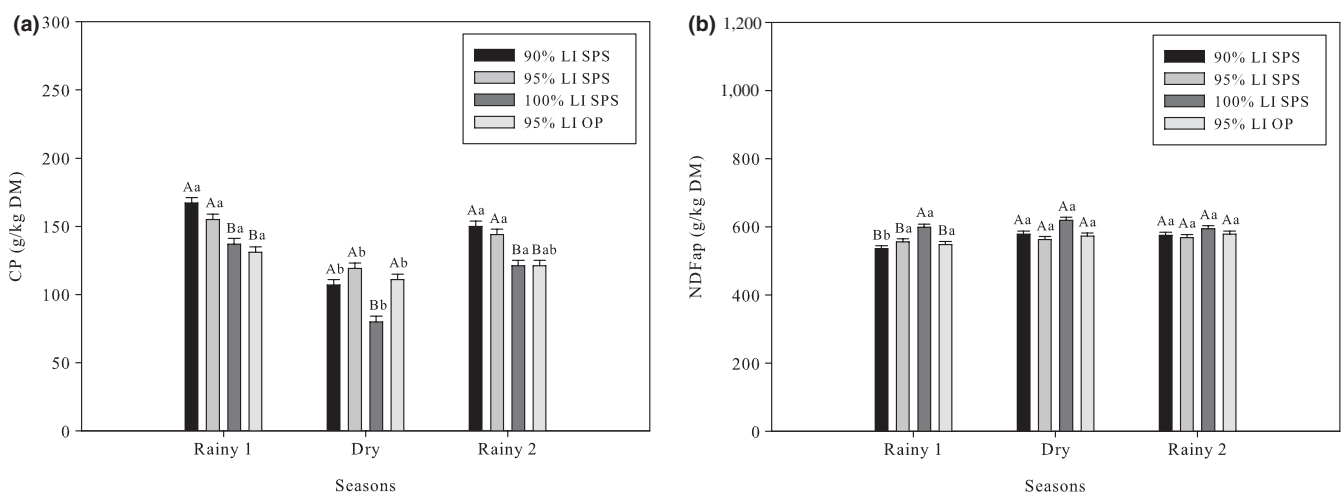 (a)
300
250
200
150
100
50
0
CP (g/kg DM)
90% LI SPS
95% LI SPS
100% LI SPS
95% LI OP
Aa Aa Ba Ba
Ab Ab Bb Ab
Aa Aa Ba Bab
Rainy 1 Dry Rainy 2
Seasons
(b)
1,200
1,000
800
600
400
200
0
NDFap (g/kg DM)
90% LI SPS
95% LI SPS
100% LI SPS
95% LI OP
Bb Ba Aa Ba
Aa Aa Aa Aa
Aa Aa Aa Aa
Rainy 1 Dry Rainy 2
Seasons